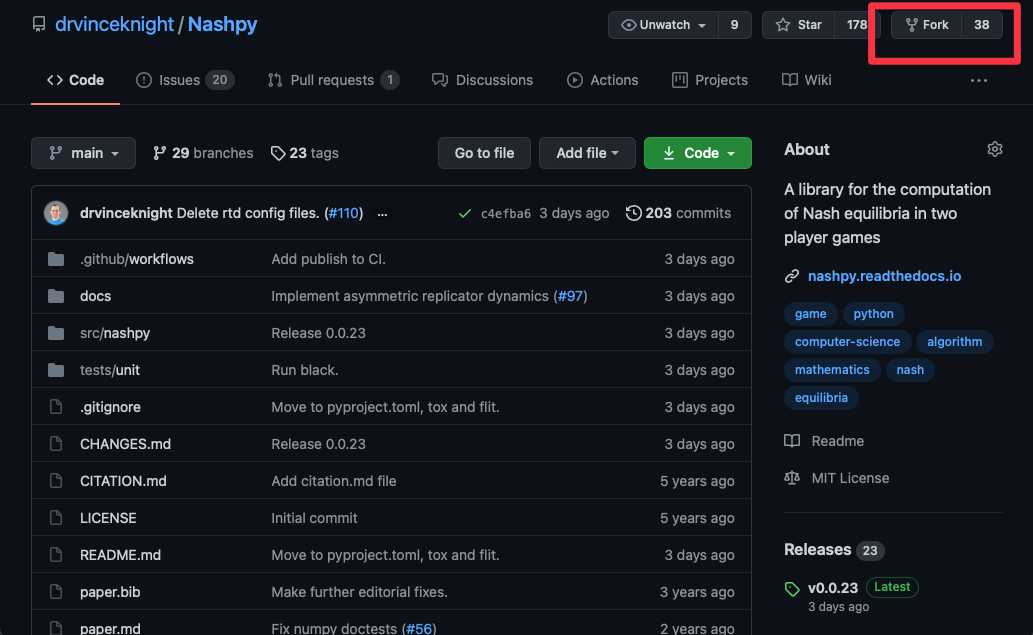 drvinceknight / Nashpy
Unwatch 9 Star 178 Fork 38
Code Issues 20 Pull requests 1 Discussions Actions Projects Wiki ...
main 29 branches 23 tags Go to file Add file Code
drvinceknight Delete rtd config files. (#110) ... c4efba6 3 days ago 203 commits
.github/workflows Add publish to CI. 3 days ago
docs Implement asymmetric replicator dynamics (#97) 3 days ago
src/nashpy Release 0.0.23 3 days ago
tests/unit Run black. 3 days ago
.gitignore Move to pyproject.toml, tox and flit. 3 days ago
CHANGES.md Release 0.0.23 3 days ago
CITATION.md Add citation.md file 5 years ago
LICENSE Initial commit 5 years ago
README.md Move to pyproject.toml, tox and flit. 3 days ago
paper.bib Make further editorial fixes. 3 years ago
paper.md Fix numpy doctests (#56) 2 years ago
About
A library for the computation
of Nash equilibria in two
player games
nashpy.readthedocs.io
game python
computer-science algorithm
mathematics nash
equilibria
Readme
MIT License
Releases 23
v0.0.23 Latest
3 days ago